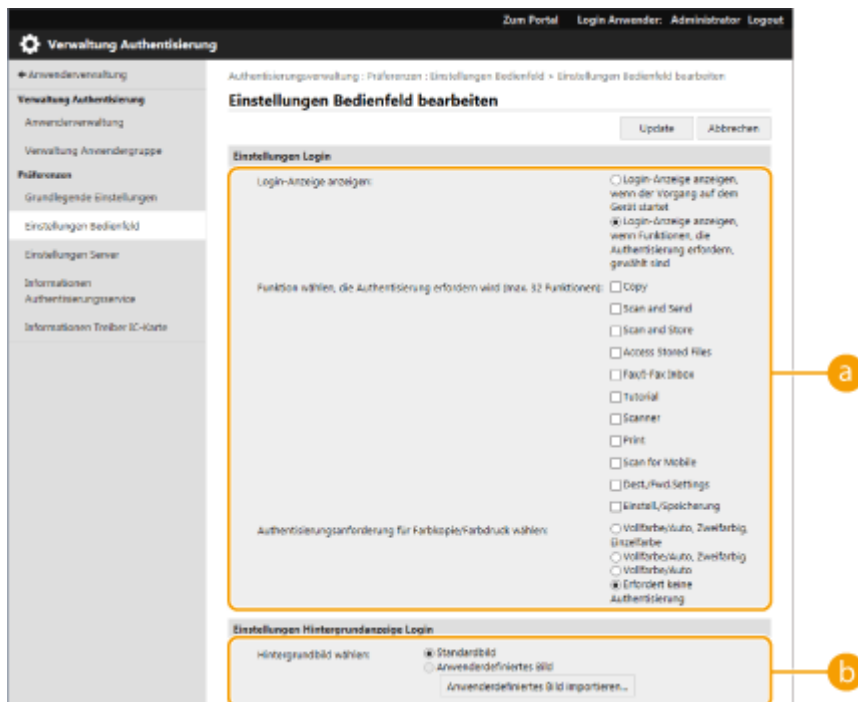 Zum Portal Login Anwender: Administrator Logout
Verwaltung Authentisierung
Anwenderverwaltung
Authentisierungsverwaltung : Präferenzen : Einstellungen Bedienfeld > Einstellungen Bedienfeld bearbeiten
Verwaltung Authentisierung
Anwenderverwaltung
Verwaltung Anwendergruppe
Präferenzen
Grundlegende Einstellungen
Einstellungen Bedienfeld
Einstellungen Server
Informationen
Authentisierungsservice
Informationen Treiber IC-Karte
Einstellungen Bedienfeld bearbeiten
Update Abbrechen
Einstellungen Login
Login-Anzeige anzeigen:
Login-Anzeige anzeigen,
wenn der Vorgang auf dem
Gerät startet
Login-Anzeige anzeigen,
wenn Funktionen, die
Authentisierung erfordern,
gewählt sind
Funktion wählen, die Authentisierung erfordern wird (max. 32 Funktionen):
Copy
Scan and Send
Scan and Store
Access Stored Files
Fax/I-Fax Inbox
Tutorial
Scanner
Print
Scan for Mobile
Dest./Fwd.Settings
Einstell./Speicherung
Authentisierungsanforderung für Farbkopie/Farbdruck wählen:
Vollfarbe/Auto, Zweifarbig,
Einzelfarbe
Vollfarbe/Auto, Zweifarbig
Vollfarbe/Auto
Erfordert keine
Authentisierung
a
Einstellungen Hintergrundanzeige Login
Hintergrundbild wählen:
Standardbild
Anwenderdefiniertes Bild
Anwenderdefiniertes Bild importieren...
b